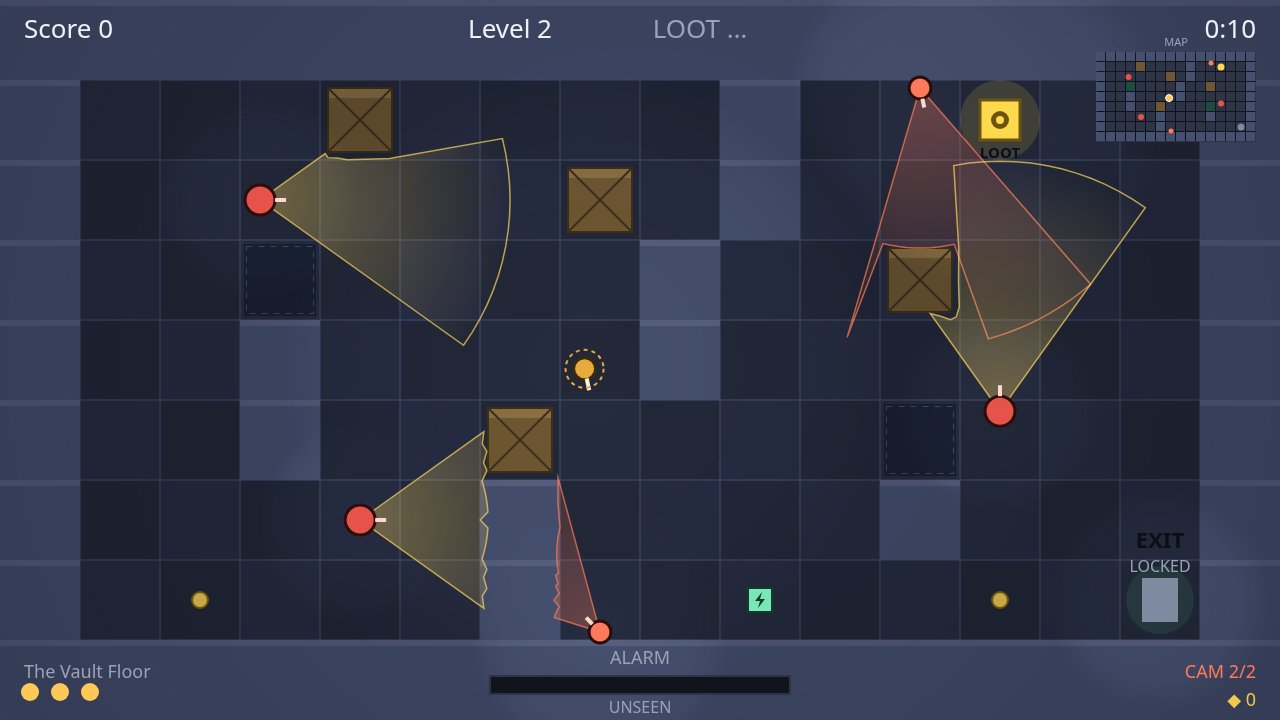 Score 0
Level 2
LOOT ...
0:10
MAP
LOOT
EXIT
LOCKED
The Vault Floor
ALARM
UNSEEN
CAM 2/2
◆ 0